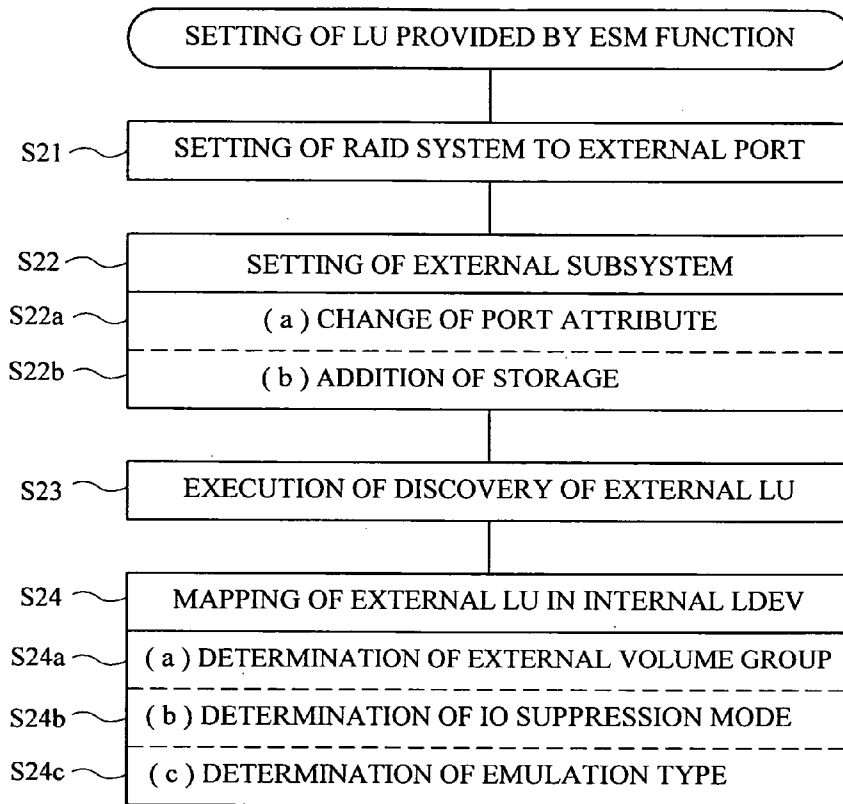 SETTING OF LU PROVIDED BY ESM FUNCTION
S21 SETTING OF RAID SYSTEM TO EXTERNAL PORT
S22 SETTING OF EXTERNAL SUBSYSTEM
S22a ( a ) CHANGE OF PORT ATTRIBUTE
S22b ( b ) ADDITION OF STORAGE
S23 EXECUTION OF DISCOVERY OF EXTERNAL LU
S24 MAPPING OF EXTERNAL LU IN INTERNAL LDEV
S24a ( a ) DETERMINATION OF EXTERNAL VOLUME GROUP
S24b ( b ) DETERMINATION OF IO SUPPRESSION MODE
S24c ( c ) DETERMINATION OF EMULATION TYPE